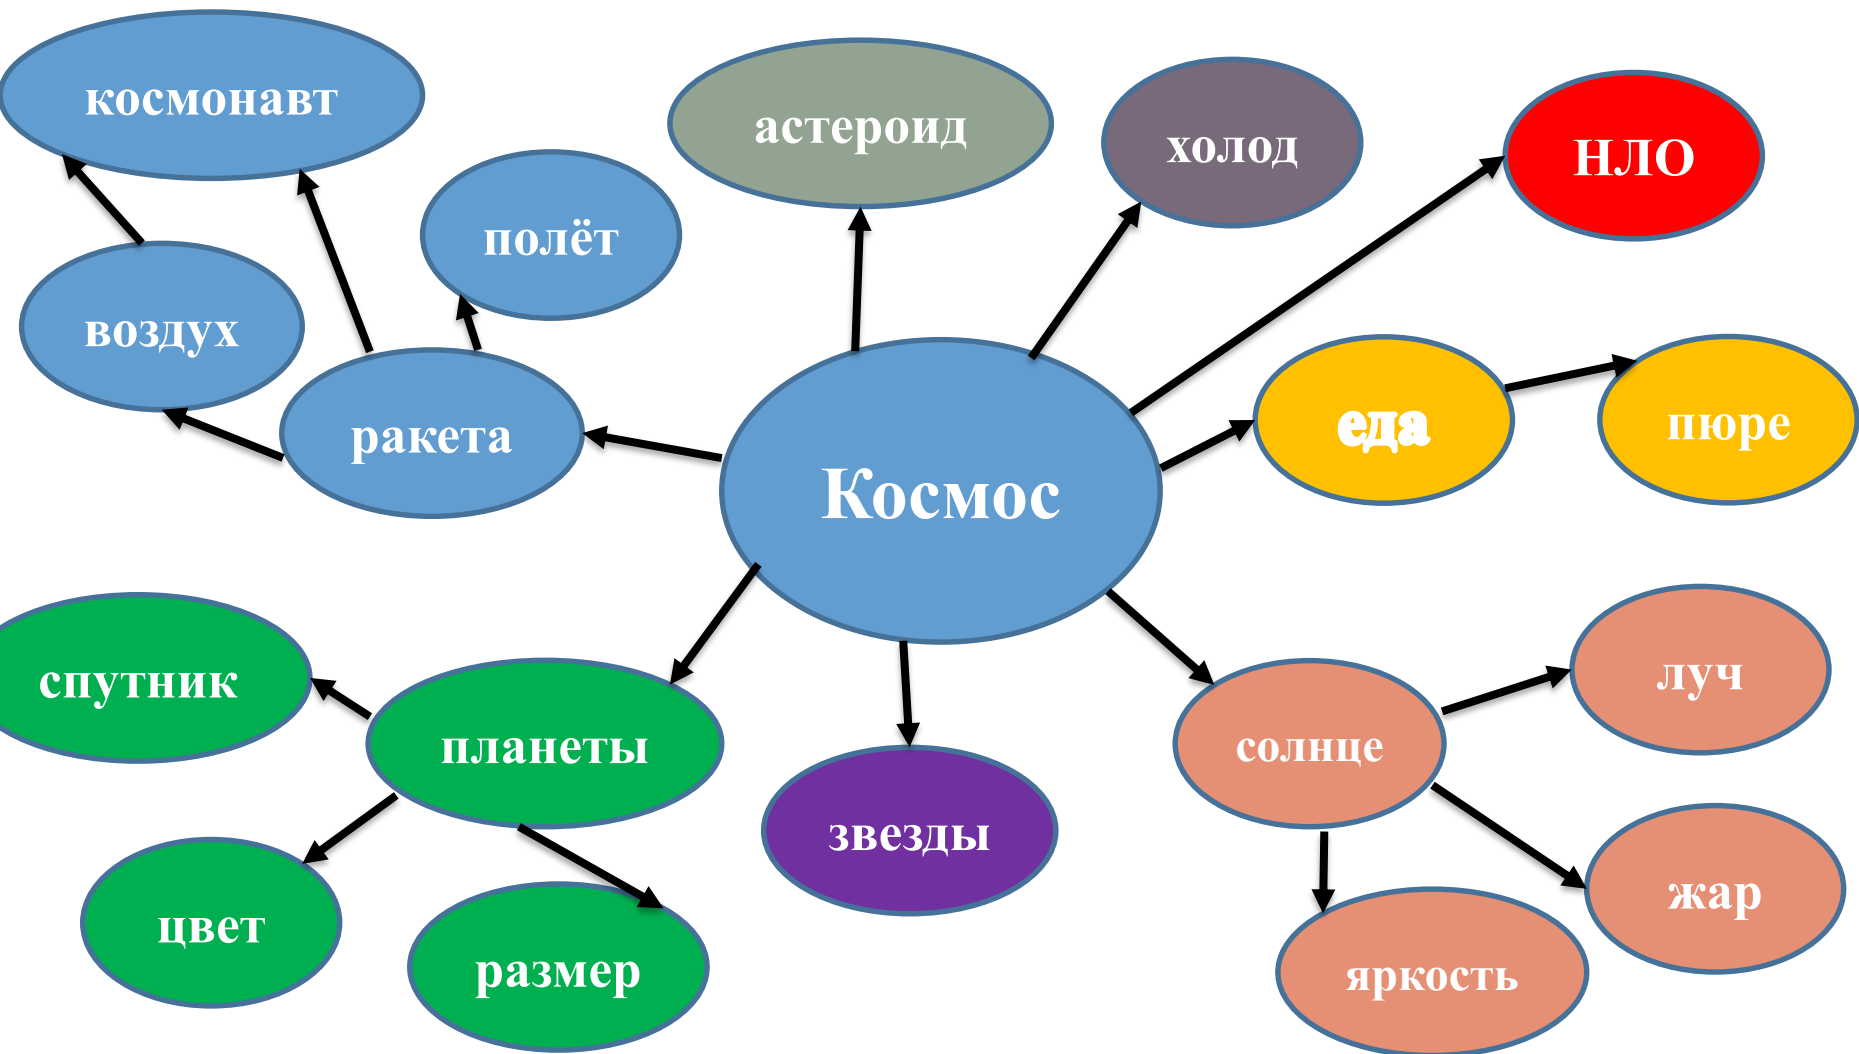 космонавт
астероид
холод
НЛО
полёт
воздух
ракета
Космос
еда
пюре
спутник
планеты
звезды
солнце
луч
цвет
размер
жар
яркость